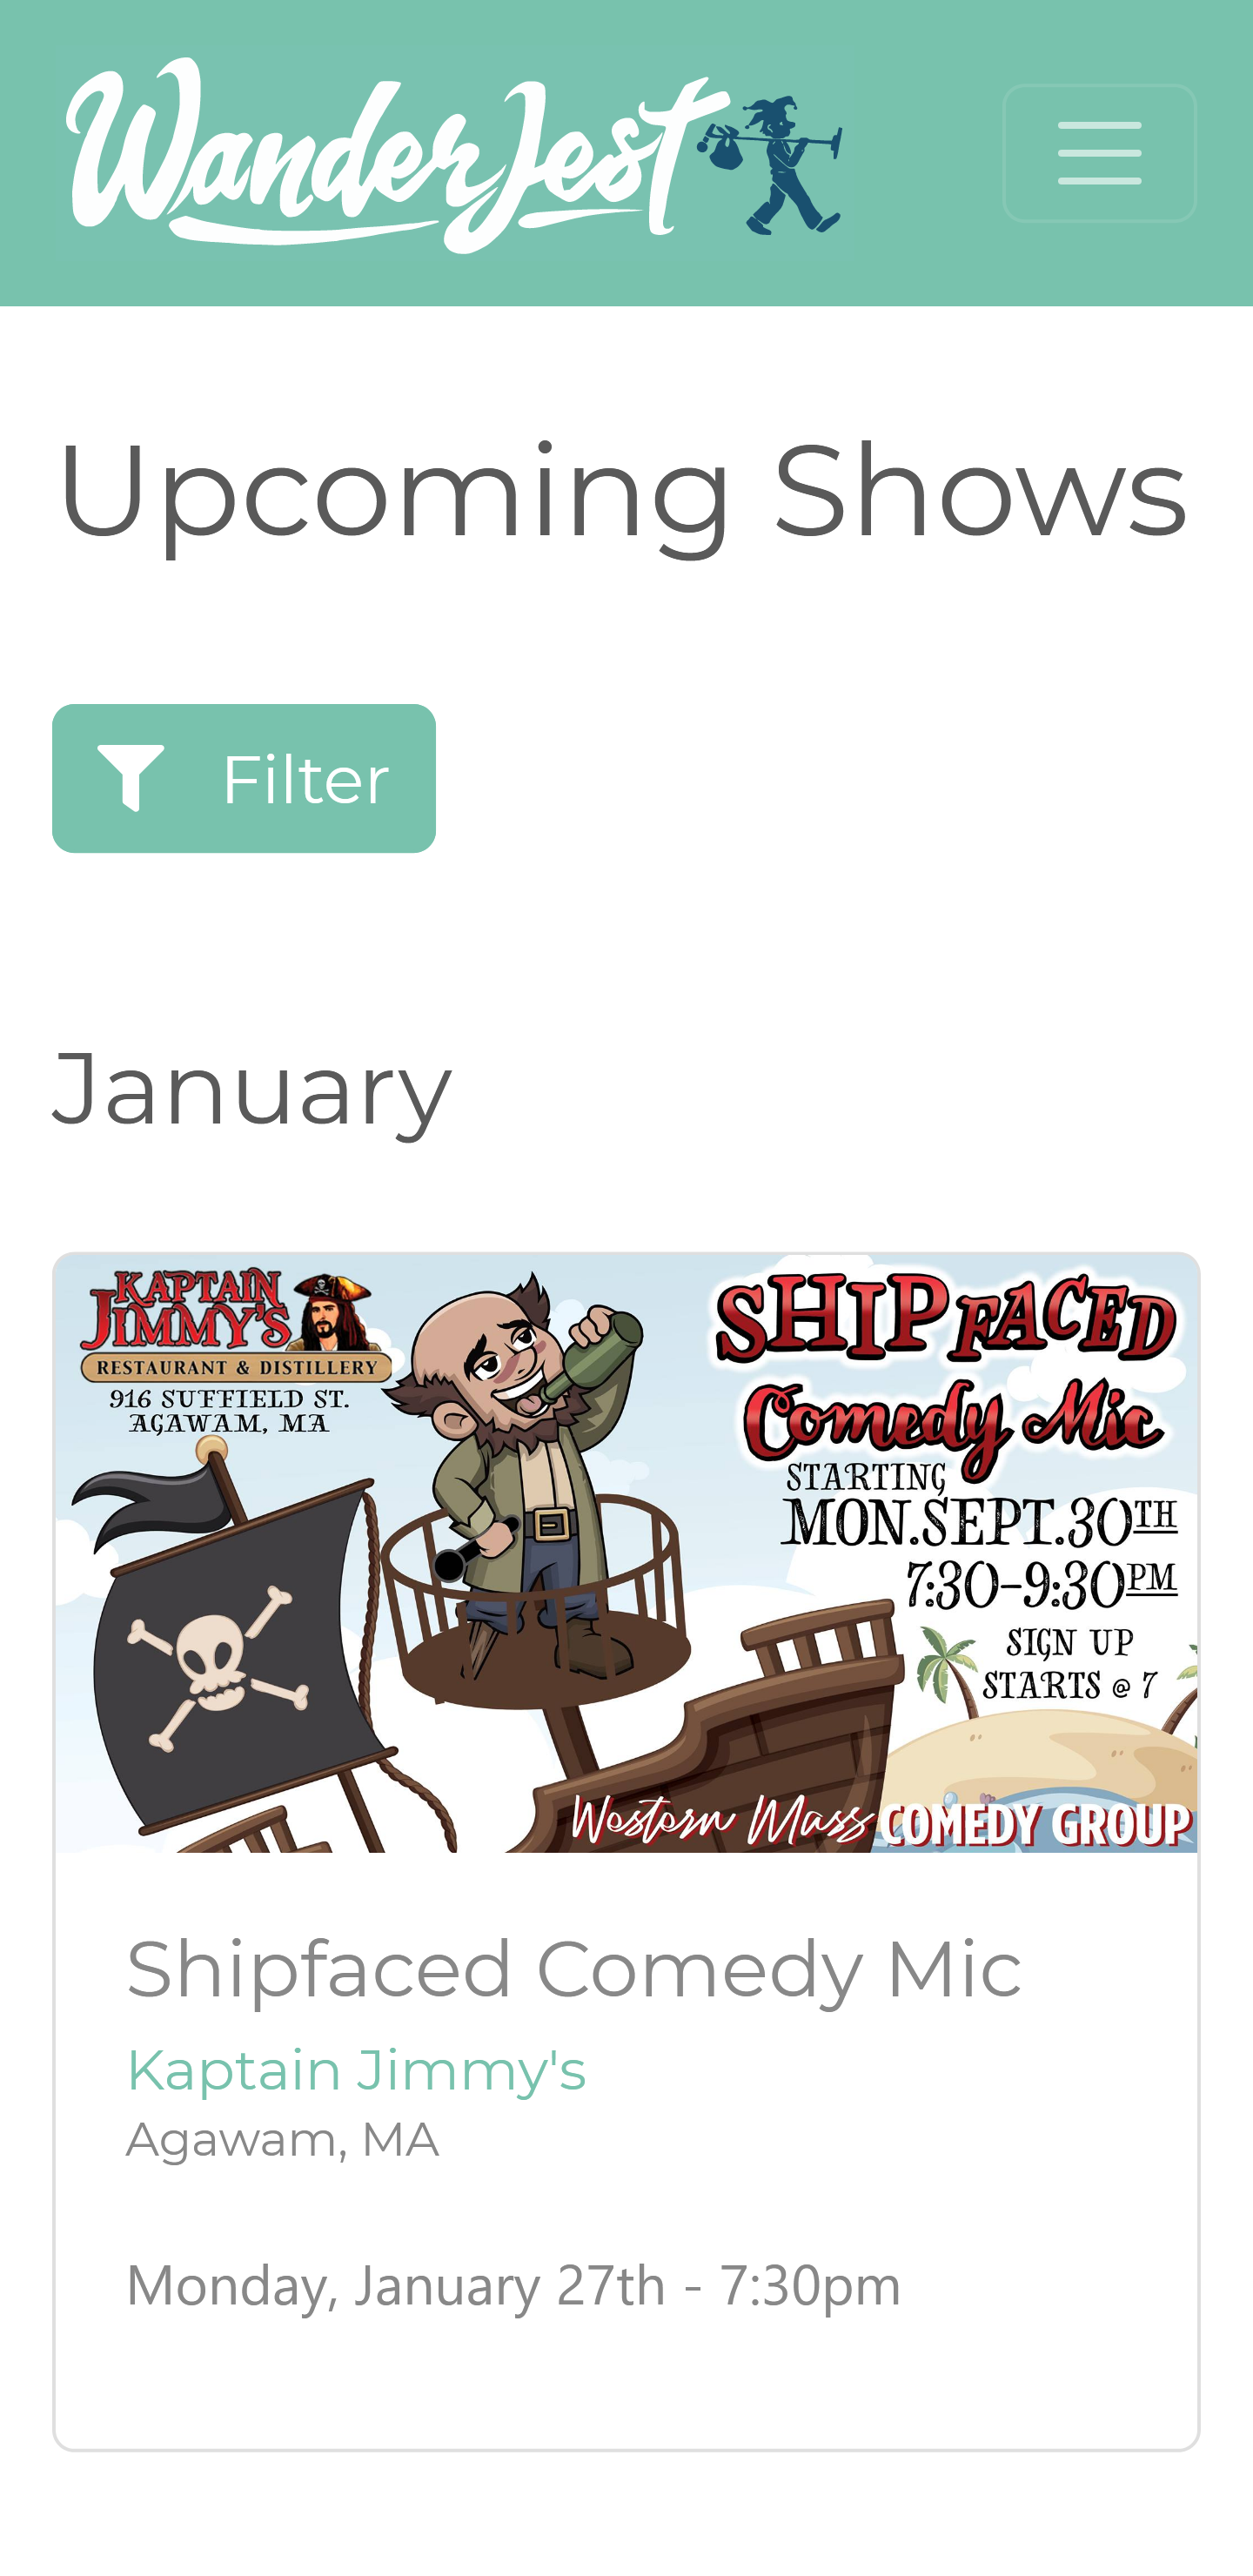 WanderJest
Upcoming Shows
Filter
January
KAPTAIN
JIMMY'S
RESTAURANT & DISTILLERY
916 SUFFIELD ST.
AGAWAM, MA
SHIPFACED
Comedy Mic
STARTING
MON.SEPT.30TH
7:30-9:30PM
SIGN UP
STARTS @ 7
Western Mass COMEDY GROUP
Shipfaced Comedy Mic
Kaptain Jimmy's
Agawam, MA
Monday, January 27th - 7:30pm